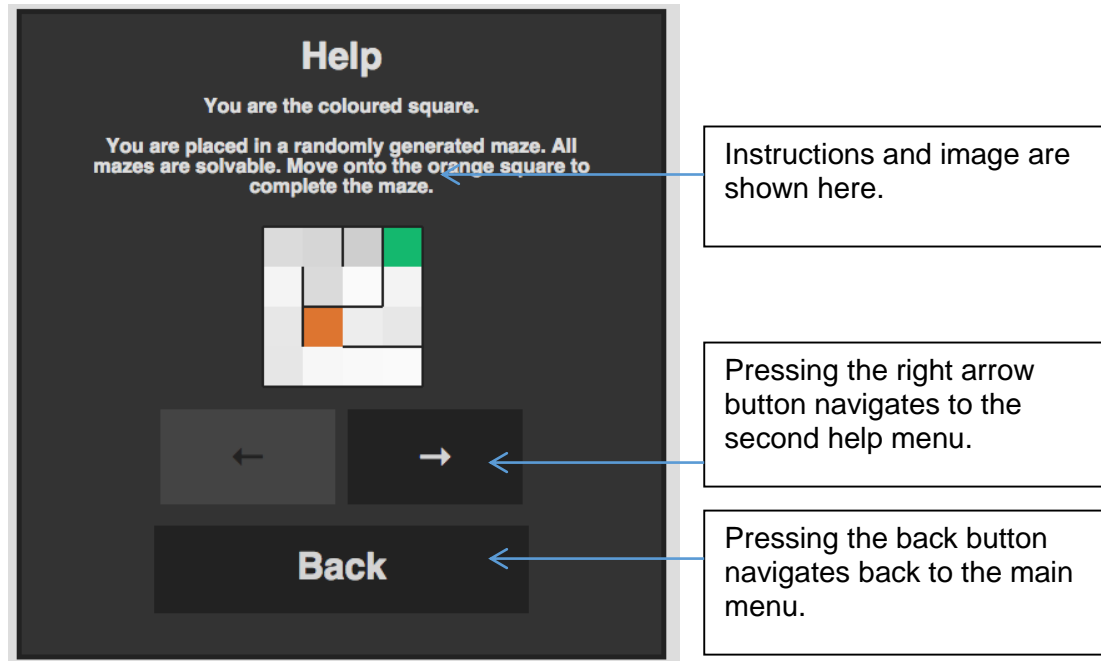 Help
You are the coloured square.
You are placed in a randomly generated maze. All
mazes are solvable. Move onto the orange square to
complete the maze.
←
→
Back
Instructions and image are
shown here.
Pressing the right arrow
button navigates to the
second help menu.
Pressing the back button
navigates back to the main
menu.